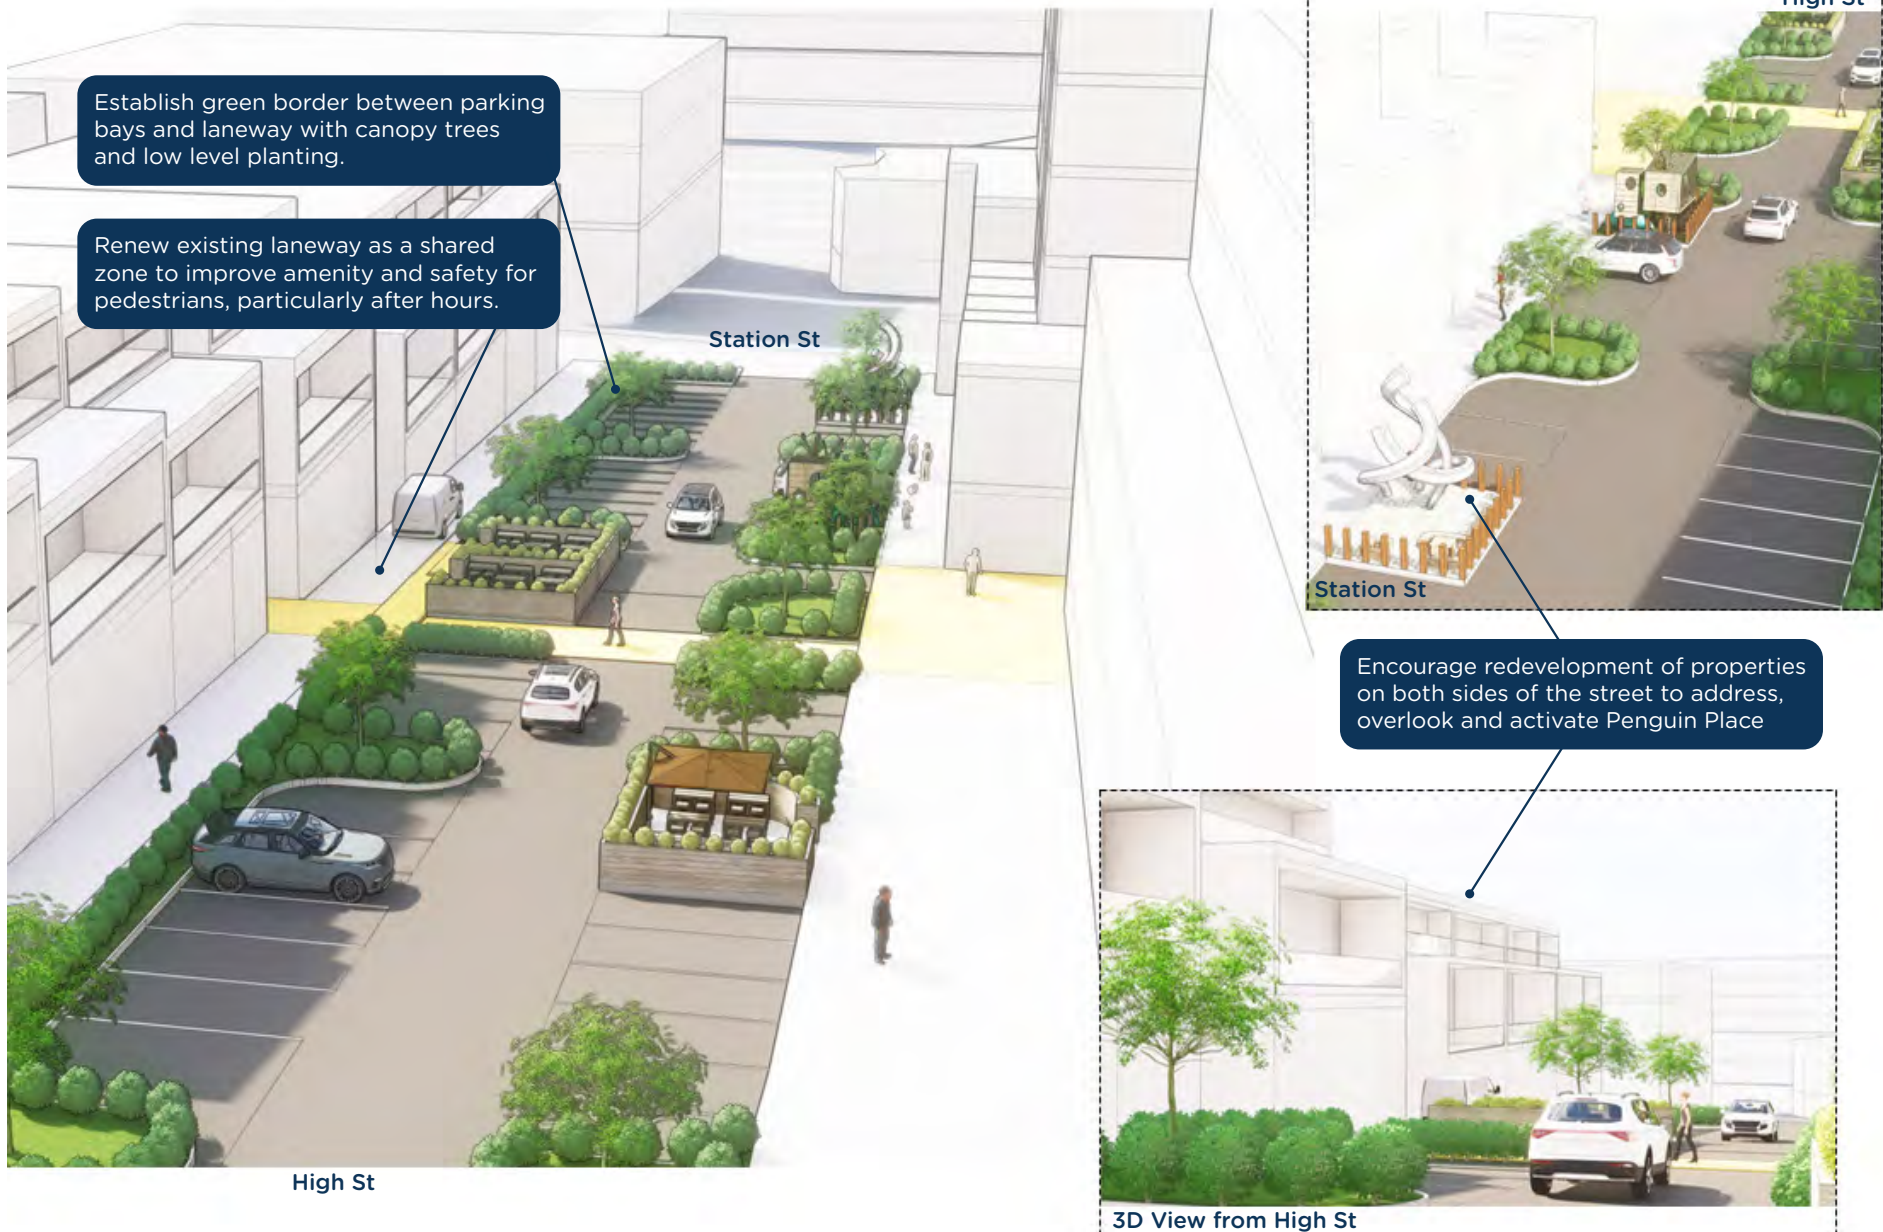 High St
Establish green border between parking
bays and laneway with canopy trees
and low level planting.
Renew existing laneway as a shared
zone to improve amenity and safety for
pedestrians, particularly after hours.
Station St
Station St
Encourage redevelopment of properties
on both sides of the street to address,
overlook and activate Penguin Place
High St
3D View from High St